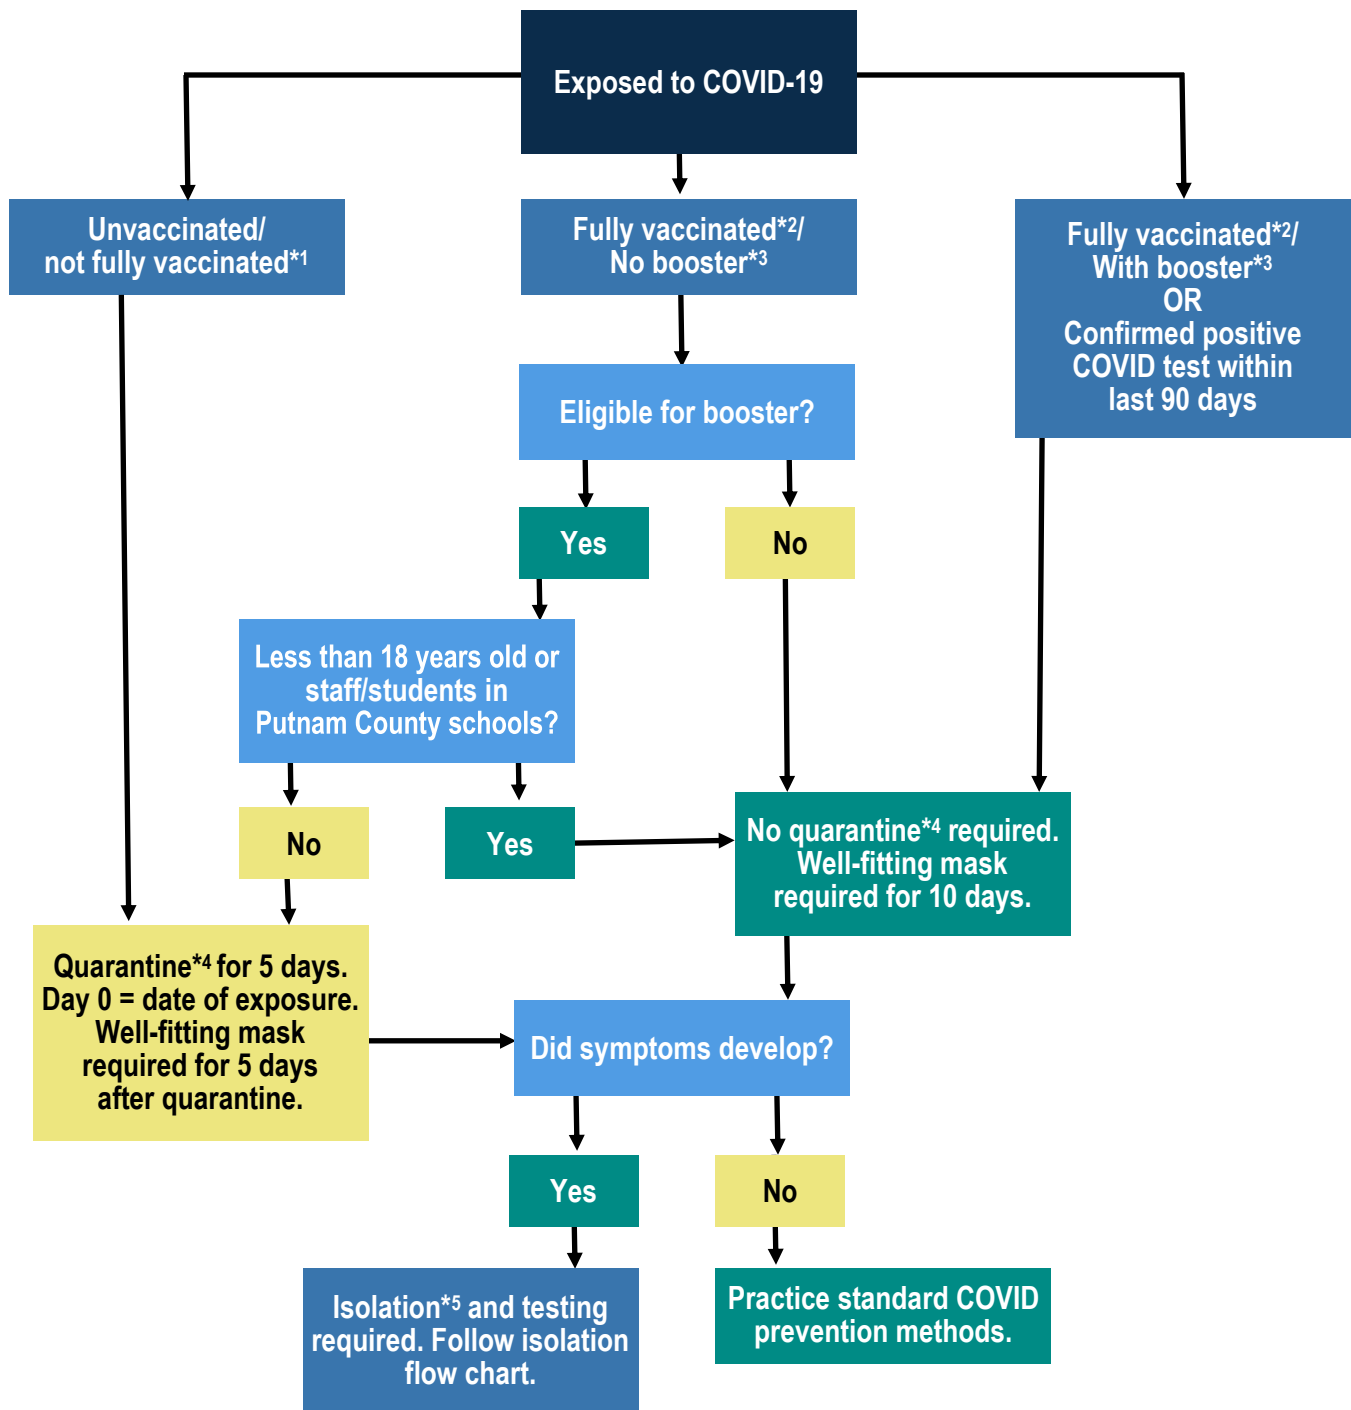 Exposed to COVID-19
Unvaccinated/
not fully vaccinated*1
Fully vaccinated*2/
No booster*3
Fully vaccinated*2/
With booster*3
OR
Confirmed positive
COVID test within
last 90 days
Eligible for booster?
Yes
No
Less than 18 years old or
staff/students in
Putnam County schools?
No
Yes
No quarantine*4 required.
Well-fitting mask
required for 10 days.
Quarantine*4 for 5 days.
Day 0 = date of exposure.
Well-fitting mask
required for 5 days
after quarantine.
Did symptoms develop?
Yes
No
Isolation*5 and testing
required. Follow isolation
flow chart.
Practice standard COVID
prevention methods.